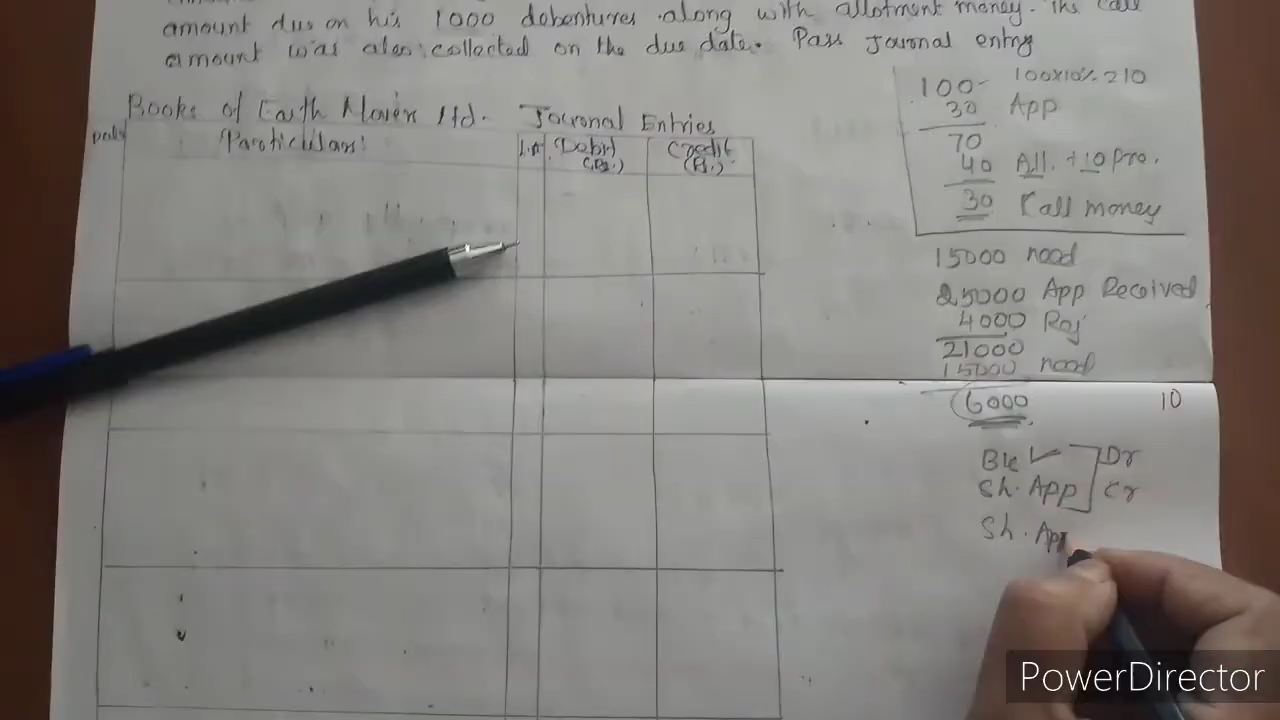 amount due on his 1000 debentures along with allotment money. The Call
amount was also collected on the due date. Pass Journal entry
Books of Earth Movers ltd. Journal Entries
Particulars L.F (Debit) Credit
(Rs.) (Rs.)
100- 100x10%=10
30 App
70
40 All. +10 pre.
30 Call money
15000 need
25000 App Received
4000 Rej
21000
15000 need
6000 10
Bk ✓ Dr
Sh. App Cr
Sh. App
PowerDirector